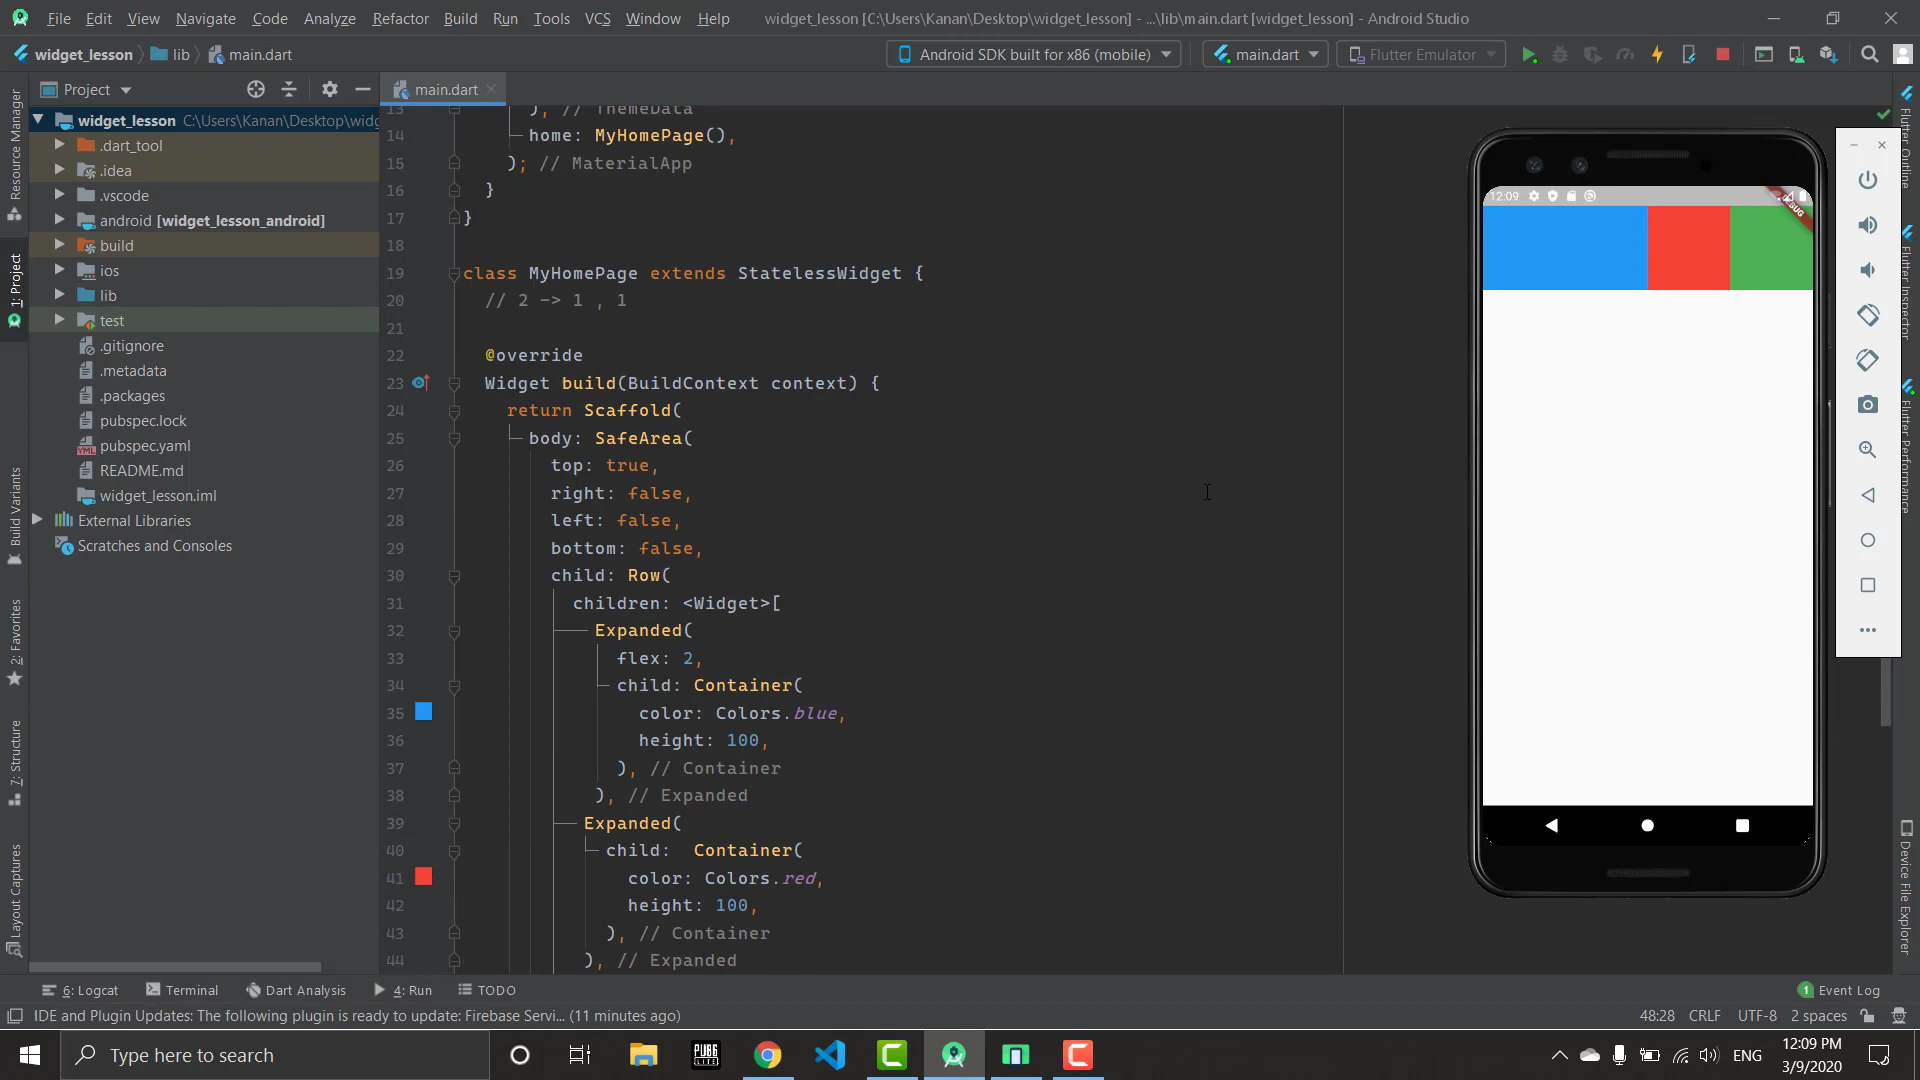 File Edit View Navigate Code Analyze Refactor Build Run Tools VCS Window Help widget_lesson [C:\Users\Kanan\Desktop\widget_lesson] - ...\lib\main.dart [widget_lesson] - Android Studio
widget_lesson lib main.dart Android SDK built for x86 (mobile) main.dart Flutter Emulator
Project main.dart
widget_lesson C:\Users\Kanan\Desktop\widg
.dart_tool
.idea
.vscode
android [widget_lesson_android]
build
ios
lib
test
.gitignore
.metadata
.packages
pubspec.lock
pubspec.yaml
README.md
widget_lesson.iml
External Libraries
Scratches and Consoles
Resource Manager
1: Project
Build Variants
2: Favorites
7: Structure
Layout Captures
13 ), // ThemeData
14 home: MyHomePage(),
15 ); // MaterialApp
16 }
17 }
18
19 class MyHomePage extends StatelessWidget {
20 // 2 -> 1 , 1
21
22 @override
23 Widget build(BuildContext context) {
24 return Scaffold(
25 body: SafeArea(
26 top: true,
27 right: false,
28 left: false,
29 bottom: false,
30 child: Row(
31 children: <Widget>[
32 Expanded(
33 flex: 2,
34 child: Container(
35 color: Colors.blue,
36 height: 100,
37 ), // Container
38 ), // Expanded
39 Expanded(
40 child:  Container(
41 color: Colors.red,
42 height: 100,
43 ), // Container
44 ), // Expanded
12:09
DEBUG
Flutter Outline
Flutter Inspector
Flutter Performance
Device File Explorer
6: Logcat Terminal Dart Analysis 4: Run TODO 1 Event Log
IDE and Plugin Updates: The following plugin is ready to update: Firebase Servi... (11 minutes ago) 48:28 CRLF UTF-8 2 spaces
Type here to search PUBG LITE ENG 12:09 PM
3/9/2020